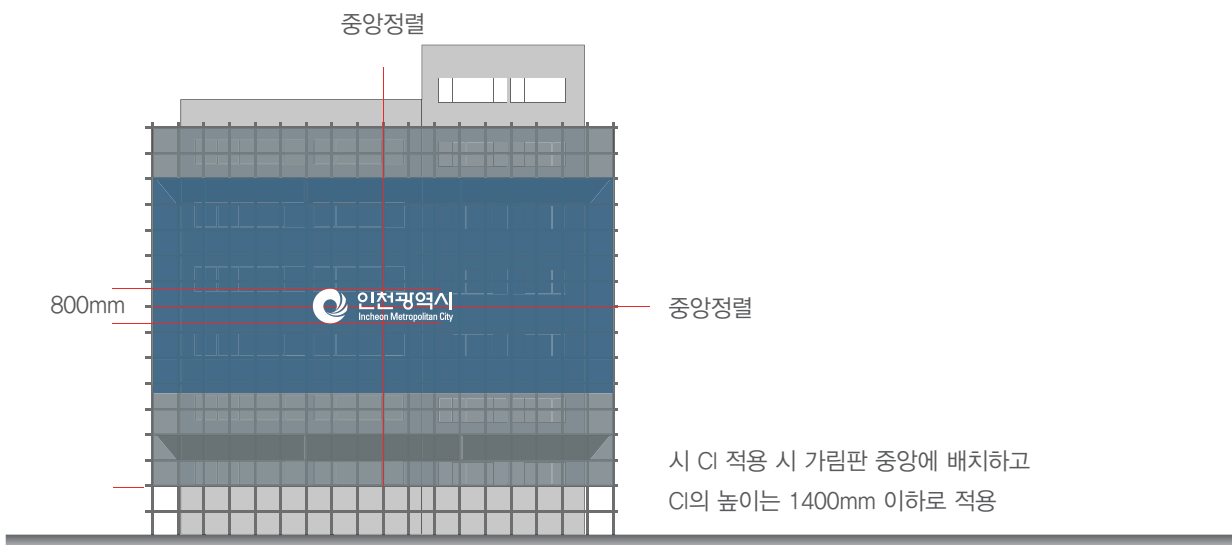 중앙정렬
800mm
인천광역시
Incheon Metropolitan City
중앙정렬
시 CI 적용 시 가림판 중앙에 배치하고
CI의 높이는 1400mm 이하로 적용